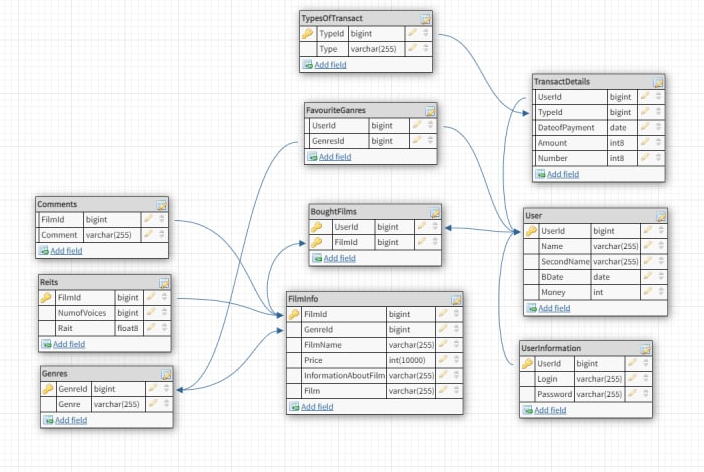 TypesOfTransact
TypeId bigint
Type varchar(255)
Add field
TransactDetails
UserId bigint
TypeId bigint
DateofPayment date
Amount int8
Number int8
Add field
FavouriteGanres
UserId bigint
GenresId bigint
Add field
Comments
FilmId bigint
Comment varchar(255)
Add field
BoughtFilms
UserId bigint
FilmId bigint
Add field
User
UserId bigint
Name varchar(255)
SecondName varchar(255)
BDate date
Money int
Add field
Reits
FilmId bigint
NumofVoices bigint
Rait float8
Add field
FilmInfo
FilmId bigint
GenreId bigint
FilmName varchar(255)
Price int(10000)
InformationAboutFilm varchar(255)
Film varchar(255)
Add field
Genres
GenreId bigint
Genre varchar(255)
Add field
UserInformation
UserId bigint
Login varchar(255)
Password varchar(255)
Add field